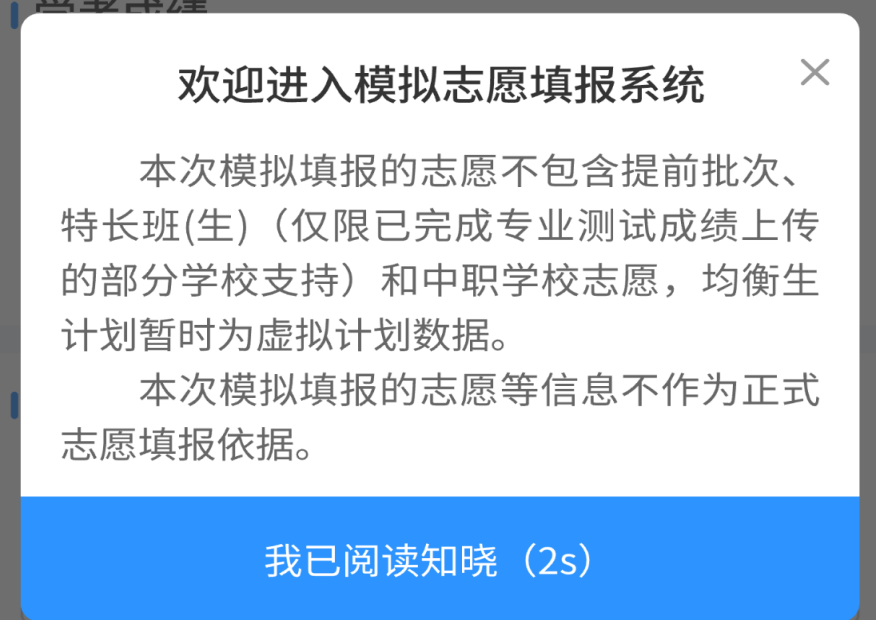 学考成绩
欢迎进入模拟志愿填报系统
本次模拟填报的志愿不包含提前批次、
特长班(生)（仅限已完成专业测试成绩上传
的部分学校支持）和中职学校志愿，均衡生
计划暂时为虚拟计划数据。
本次模拟填报的志愿等信息不作为正式
志愿填报依据。
我已阅读知晓（2s）